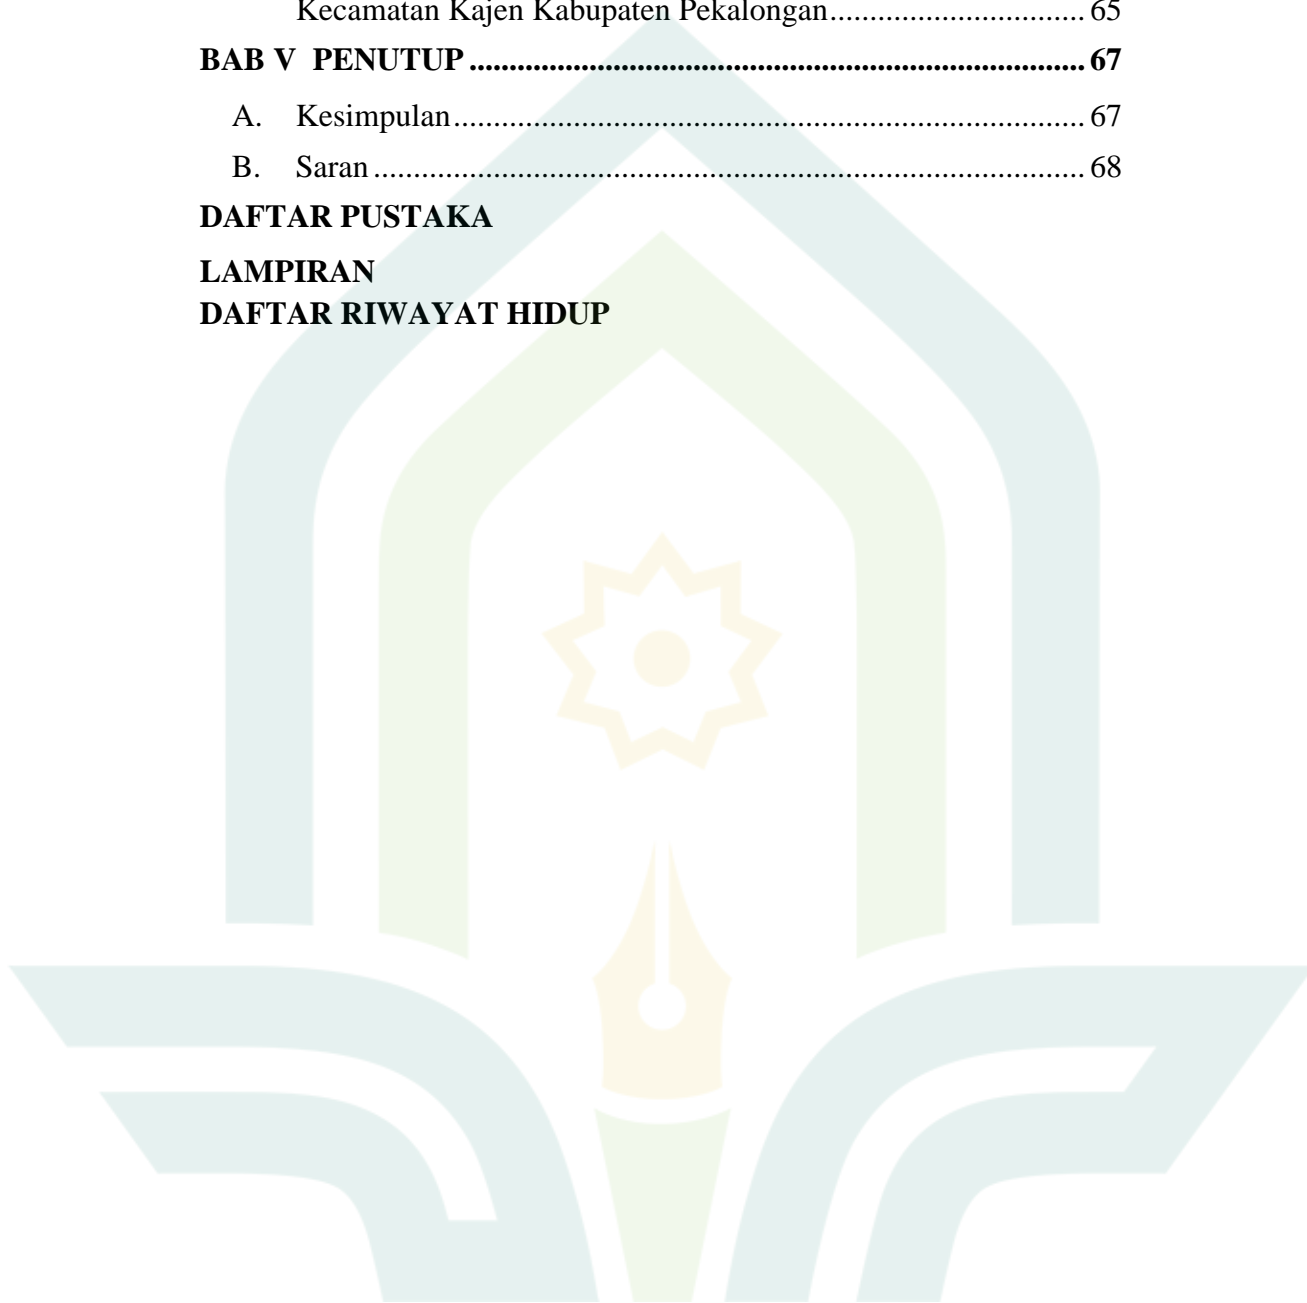 Kecamatan Kajen Kabupaten Pekalongan................................ 65
BAB V PENUTUP............................................................................. 67
A. Kesimpulan............................................................................... 67
B. Saran ......................................................................................... 68
DAFTAR PUSTAKA
LAMPIRAN
DAFTAR RIWAYAT HIDUP